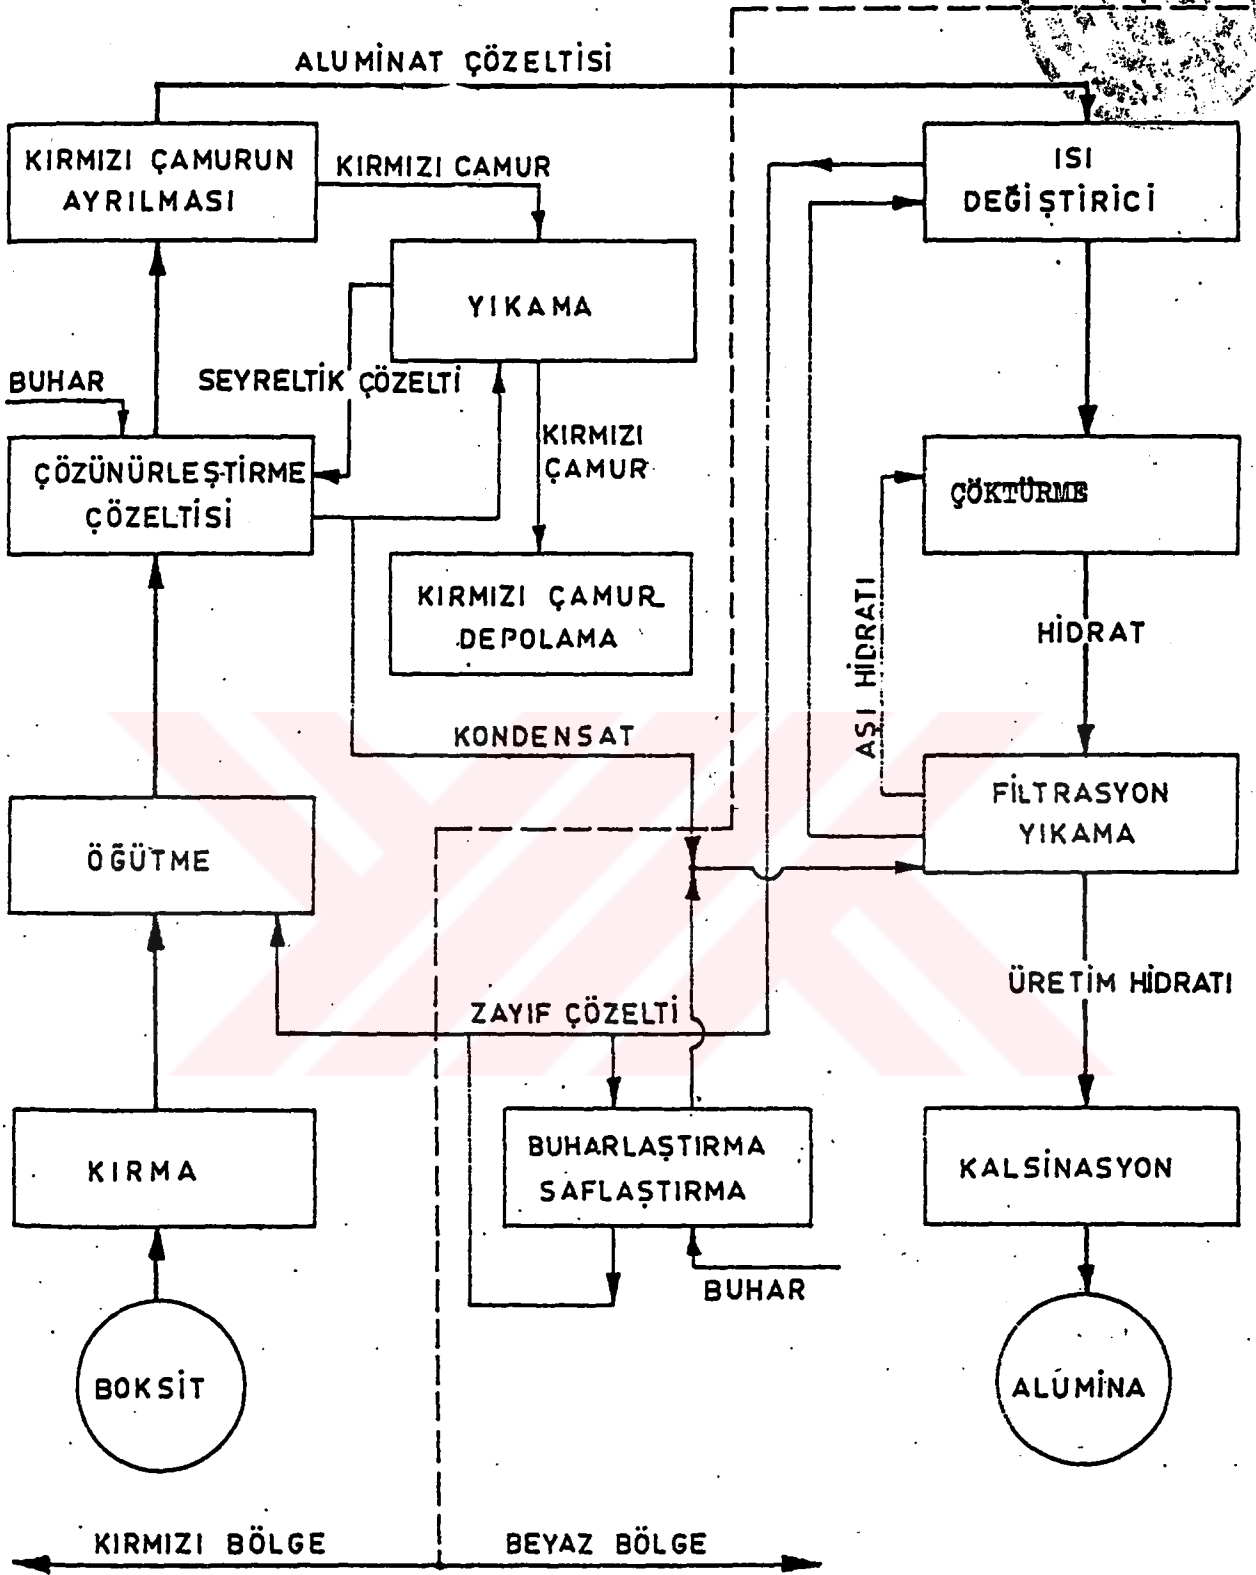 ALUMİNAT ÇÖZELTİSİ
KIRMIZI ÇAMURUN
AYRILMASI
KIRMIZI CAMUR
ISI
DEĞİŞTİRİCİ
YIKAMA
BUHAR
SEYRELTİK ÇÖZELTİ
KIRMIZI
ÇAMUR
ÇÖZÜNÜRLEŞTİRME
ÇÖZELTİSİ
ÇÖKTÜRME
KIRMIZI ÇAMUR
DEPOLAMA
AŞI HİDRATI
HİDRAT
KONDENSAT
FİLTRASYON
YIKAMA
ÖĞÜTME
ÜRETİM HİDRATI
ZAYIF ÇÖZELTİ
KIRMA
BUHARLAŞTIRMA
SAFLAŞTIRMA
KALSİNASYON
BUHAR
BOKSİT
ALÚMİNA
KIRMIZI BÖLGE
BEYAZ BÖLGE